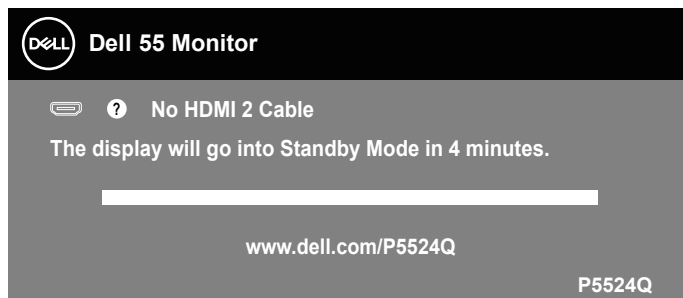 DELL Dell 55 Monitor
? No HDMI 2 Cable
The display will go into Standby Mode in 4 minutes.
www.dell.com/P5524Q
P5524Q